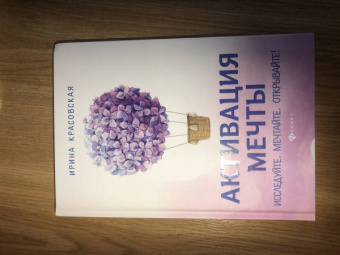 ИРИНА КРАСОВСКАЯ
АКТИВАЦИЯ
МЕЧТЫ
ИССЛЕДУЙТЕ. МЕЧТАЙТЕ. ОТКРЫВАЙТЕ!